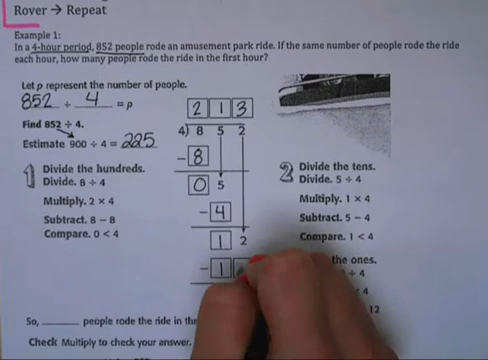 Rover → Repeat
Example 1:
In a 4-hour period, 852 people rode an amusement park ride. If the same number of people rode the ride
each hour, how many people rode the ride in the first hour?
Let p represent the number of people.
852 ÷ 4 = p
Find 852 ÷ 4.
Estimate 900 ÷ 4 = 225
213
4) 8 5 2
- 8
0 5
- 4
1 2
- 1
1 Divide the hundreds.
Divide. 8 ÷ 4
Multiply. 2 × 4
Subtract. 8 – 8
Compare. 0 < 4
2 Divide the tens.
Divide. 5 ÷ 4
Multiply. 1 × 4
Subtract. 5 – 4
Compare. 1 < 4
the ones.
÷ 4
4
12
So, ______ people rode the ride in the
Check Multiply to check your answer.